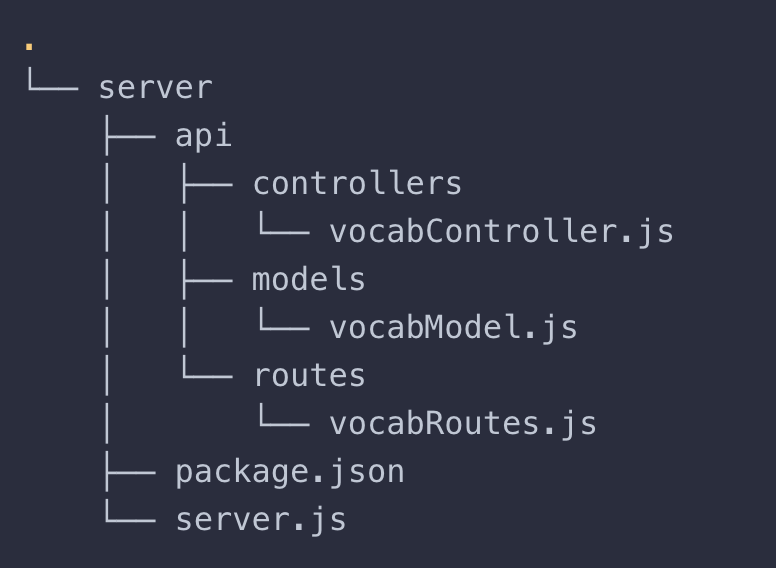 .
└── server
    ├── api
    │   ├── controllers
    │   │   └── vocabController.js
    │   ├── models
    │   │   └── vocabModel.js
    │   └── routes
    │       └── vocabRoutes.js
    ├── package.json
    └── server.js